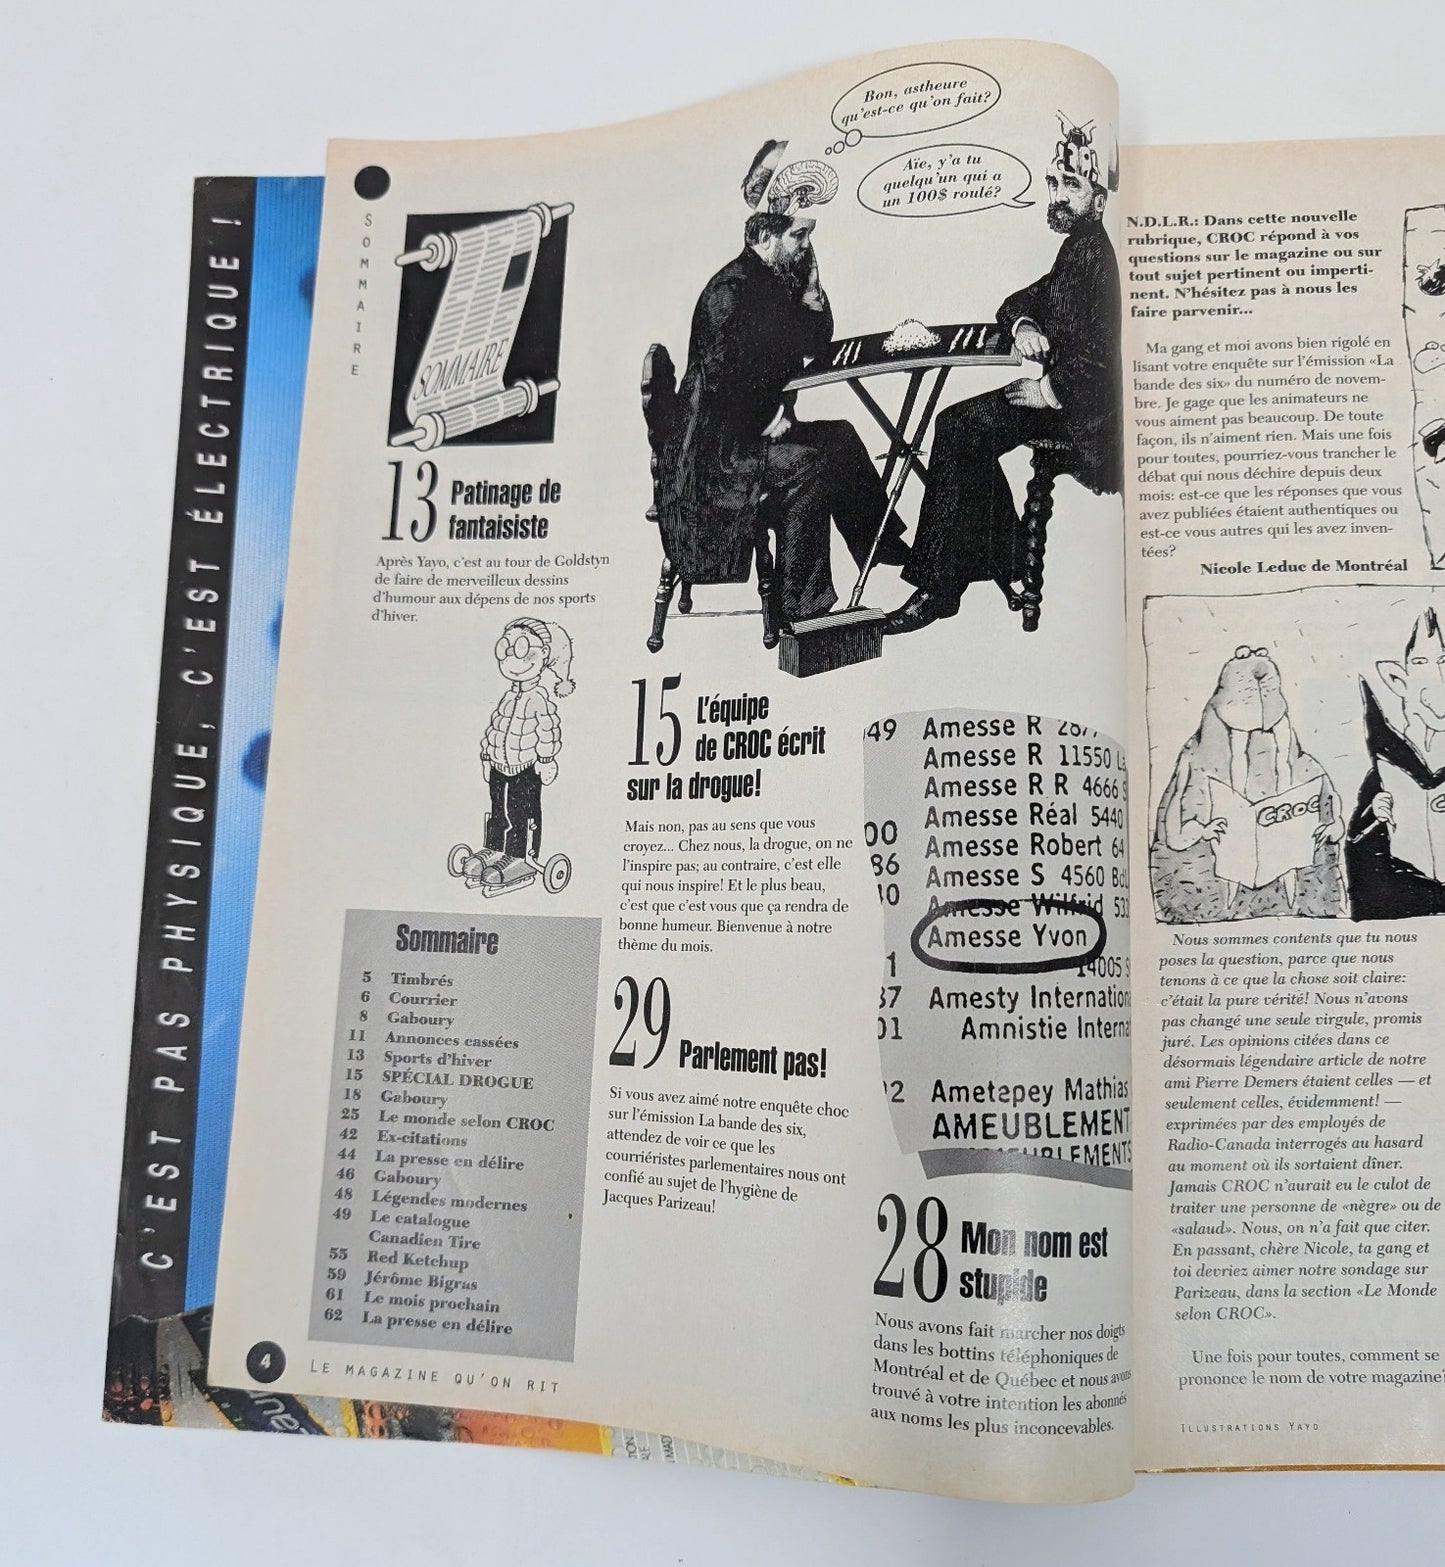 C'EST PAS PHYSIQUE, C'EST ÉLECTRIQUE !
SOMMAIRE
SOMMAIRE
Bon, astheure
qu'est-ce qu'on fait?
Aïe, y'a tu
quelqu'un qui a
un 100$ roulé?
13 Patinage de
fantaisiste
Après Yayo, c'est au tour de Goldstyn
de faire de merveilleux dessins
d'humour aux dépens de nos sports
d'hiver.
Sommaire
5 Timbrés
6 Courrier
8 Gaboury
11 Annonces cassées
13 Sports d'hiver
15 SPÉCIAL DROGUE
18 Gaboury
25 Le monde selon CROC
42 Ex-citations
44 La presse en délire
46 Gaboury
48 Légendes modernes
49 Le catalogue
Canadien Tire
55 Red Ketchup
59 Jérôme Bigras
61 Le mois prochain
62 La presse en délire
4 LE MAGAZINE QU'ON RIT
15 L'équipe
de CROC écrit
sur la drogue!
Mais non, pas au sens que vous
croyez... Chez nous, la drogue, on ne
l'inspire pas; au contraire, c'est elle
qui nous inspire! Et le plus beau,
c'est que c'est vous que ça rendra de
bonne humeur. Bienvenue à notre
thème du mois.
29 Parlement pas!
Si vous avez aimé notre enquête choc
sur l'émission La bande des six,
attendez de voir ce que les
courriéristes parlementaires nous ont
confié au sujet de l'hygiène de
Jacques Parizeau!
49 Amesse R
Amesse R 11550
Amesse R R 4666
Amesse Réal 5440
00 Amesse Robert 64
86 Amesse S 4560
40 Amesse Wilfrid 53
Amesse Yvon
1 14005
37 Amesty Internation
01 Amnistie Interna
92 Ametepey Mathias
AMEUBLEMENT
28 Mon nom est
stupide
Nous avons fait marcher nos doigts
dans les bottins téléphoniques de
Montréal et de Québec et nous avons
trouvé à votre intention les abonnés
aux noms les plus inconcevables.
N.D.L.R.: Dans cette nouvelle
rubrique, CROC répond à vos
questions sur le magazine ou sur
tout sujet pertinent ou imperti-
nent. N'hésitez pas à nous les
faire parvenir...
Ma gang et moi avons bien rigolé en
lisant votre enquête sur l'émission «La
bande des six» du numéro de novem-
bre. Je gage que les animateurs ne
vous aiment pas beaucoup. De toute
façon, ils n'aiment rien. Mais une fois
pour toutes, pourriez-vous trancher le
débat qui nous déchire depuis deux
mois: est-ce que les réponses que vous
avez publiées étaient authentiques ou
est-ce vous autres qui les avez inven-
tées?
Nicole Leduc de Montréal
CROC
Nous sommes contents que tu nous
poses la question, parce que nous
tenons à ce que la chose soit claire:
c'était la pure vérité! Nous n'avons
pas changé une seule virgule, promis
juré. Les opinions citées dans ce
désormais légendaire article de notre
ami Pierre Demers étaient celles — et
seulement celles, évidemment! —
exprimées par des employés de
Radio-Canada interrogés au hasard
au moment où ils sortaient dîner.
Jamais CROC n'aurait eu le culot de
traiter une personne de «nègre» ou de
«salaud». Nous, on n'a fait que citer.
En passant, chère Nicole, ta gang et
toi devriez aimer notre sondage sur
Parizeau, dans la section «Le Monde
selon CROC».
Une fois pour toutes, comment se
prononce le nom de votre magazine?
ILLUSTRATIONS YAYO